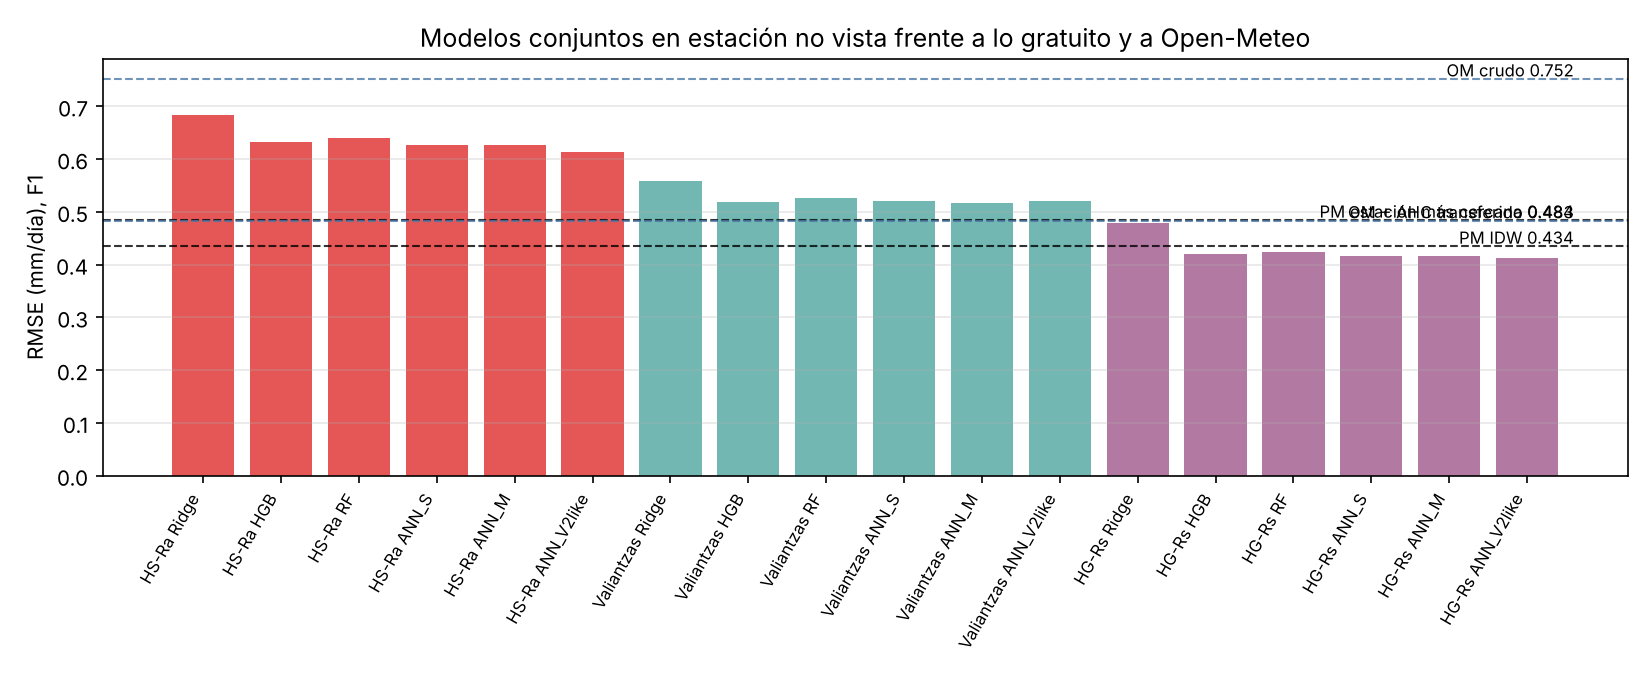 Modelos conjuntos en estación no vista frente a lo gratuito y a Open-Meteo
RMSE (mm/día), F1
0.7
0.6
0.5
0.4
0.3
0.2
0.1
0.0
OM crudo 0.752
PM
PM IDW 0.434
HS-Ra Ridge
HS-Ra HGB
HS-Ra RF
HS-Ra ANN_S
HS-Ra ANN_M
HS-Ra ANN_V2like
Valiantzas Ridge
Valiantzas HGB
Valiantzas RF
Valiantzas ANN_S
Valiantzas ANN_M
Valiantzas ANN_V2like
HG-Rs Ridge
HG-Rs HGB
HG-Rs RF
HG-Rs ANN_S
HG-Rs ANN_M
HG-Rs ANN_V2like